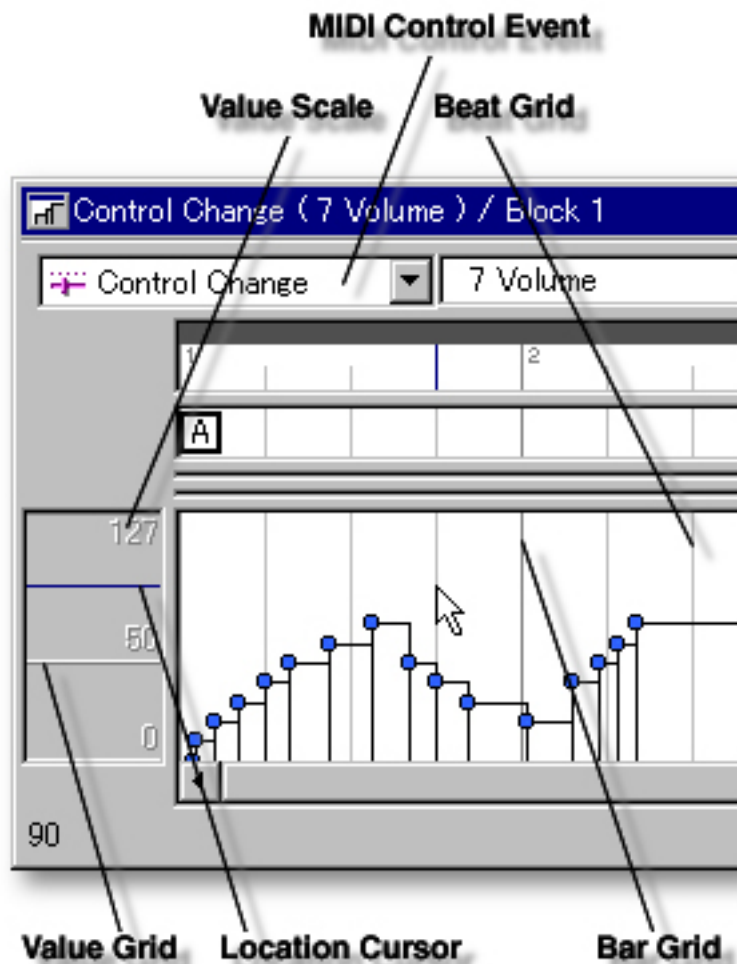 MIDI Control Event
Value Scale
Beat Grid
Control Change ( 7 Volume ) / Block 1
Control Change
7 Volume
1
2
A
127
50
0
90
Value Grid
Location Cursor
Bar Grid